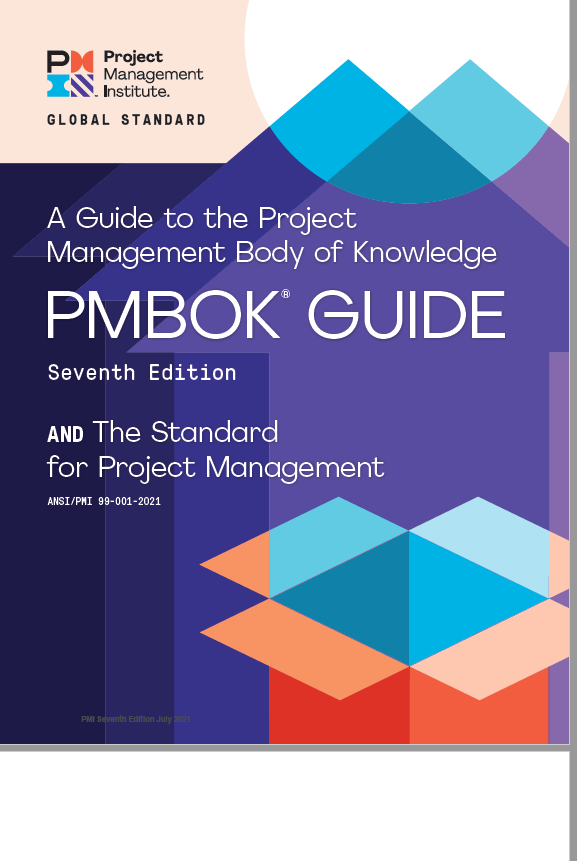 Project
Management
Institute.
GLOBAL STANDARD
A Guide to the Project
Management Body of Knowledge
PMBOK® GUIDE
Seventh Edition
AND The Standard
for Project Management
ANSI/PMI 99-001-2021
PMI Seventh Edition July 2021